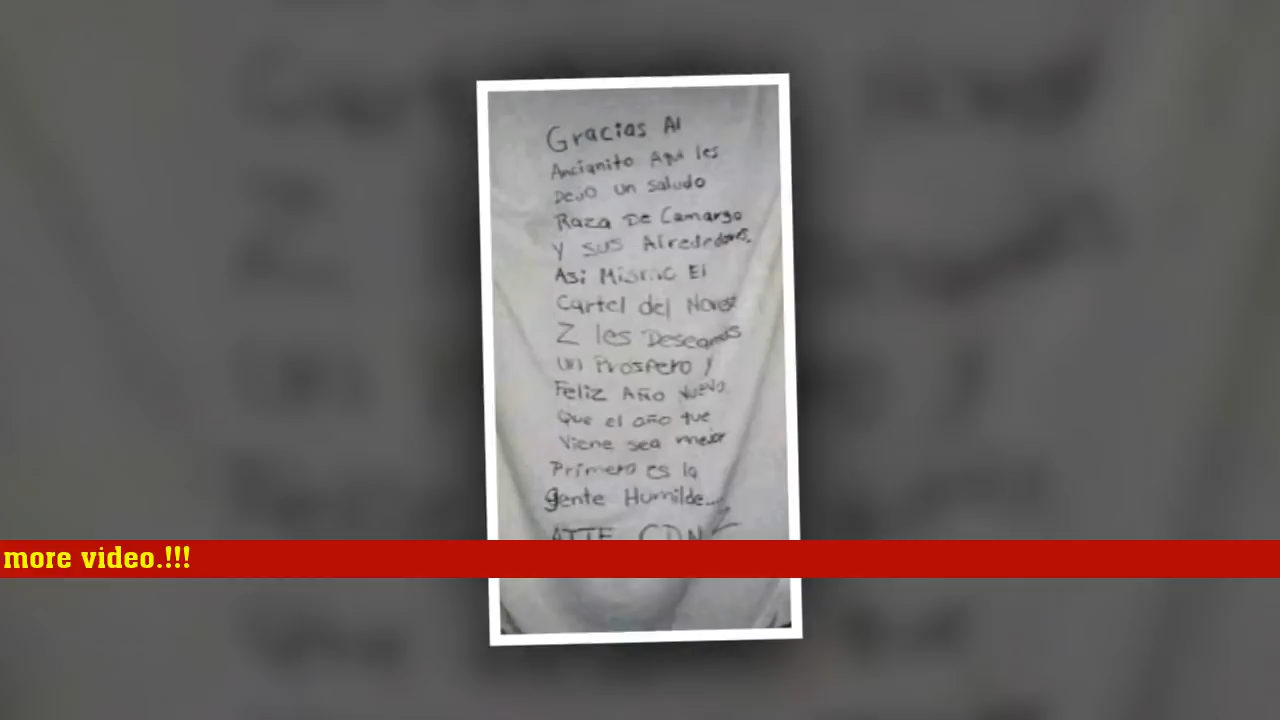 Gracias Al
Ancianito Aqui les
Dejo un saludo
Raza De Camargo
y sus Alrededores.
Asi Mismo El
Cartel del Nores
Z les Deseamos
un Prospero y
Feliz Año Nuevo
Que el año que
Viene sea mejor
Primero es la
gente Humilde...
ATTE CDN Z
more video.!!!